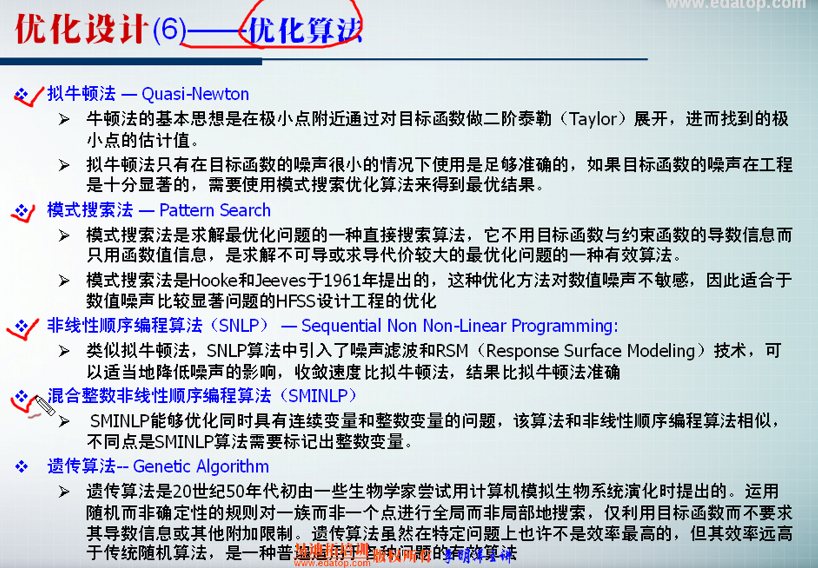 www.edatop.com
优化设计(6)——优化算法
拟牛顿法 — Quasi-Newton
牛顿法的基本思想是在极小点附近通过对目标函数做二阶泰勒（Taylor）展开，进而找到的极
小点的估计值。
拟牛顿法只有在目标函数的噪声很小的情况下使用是足够准确的，如果目标函数的噪声在工程
是十分显著的，需要使用模式搜索优化算法来得到最优结果。
模式搜索法 — Pattern Search
模式搜索法是求解最优化问题的一种直接搜索算法，它不用目标函数与约束函数的导数信息而
只用函数值信息，是求解不可导或求导代价较大的最优化问题的一种有效算法。
模式搜索法是Hooke和Jeeves于1961年提出的，这种优化方法对数值噪声不敏感，因此适合于
数值噪声比较显著问题的HFSS设计工程的优化
非线性顺序编程算法（SNLP） — Sequential Non Non-Linear Programming:
类似拟牛顿法，SNLP算法中引入了噪声滤波和RSM（Response Surface Modeling）技术，可
以适当地降低噪声的影响，收敛速度比拟牛顿法，结果比拟牛顿法准确
混合整数非线性顺序编程算法（SMINLP）
SMINLP能够优化同时具有连续变量和整数变量的问题，该算法和非线性顺序编程算法相似，
不同点是SMINLP算法需要标记出整数变量。
遗传算法-- Genetic Algorithm
遗传算法是20世纪50年代初由一些生物学家尝试用计算机模拟生物系统演化时提出的。运用
随机而非确定性的规则对一族而非一个点进行全局而非局部地搜索，仅利用目标函数而不要求
其导数信息或其他附加限制。遗传算法虽然在特定问题上也许不是效率最高的，但其效率远高
于传统随机算法，是一种普遍适用于各种问题的有效算法
www.edatop.com
版权所有